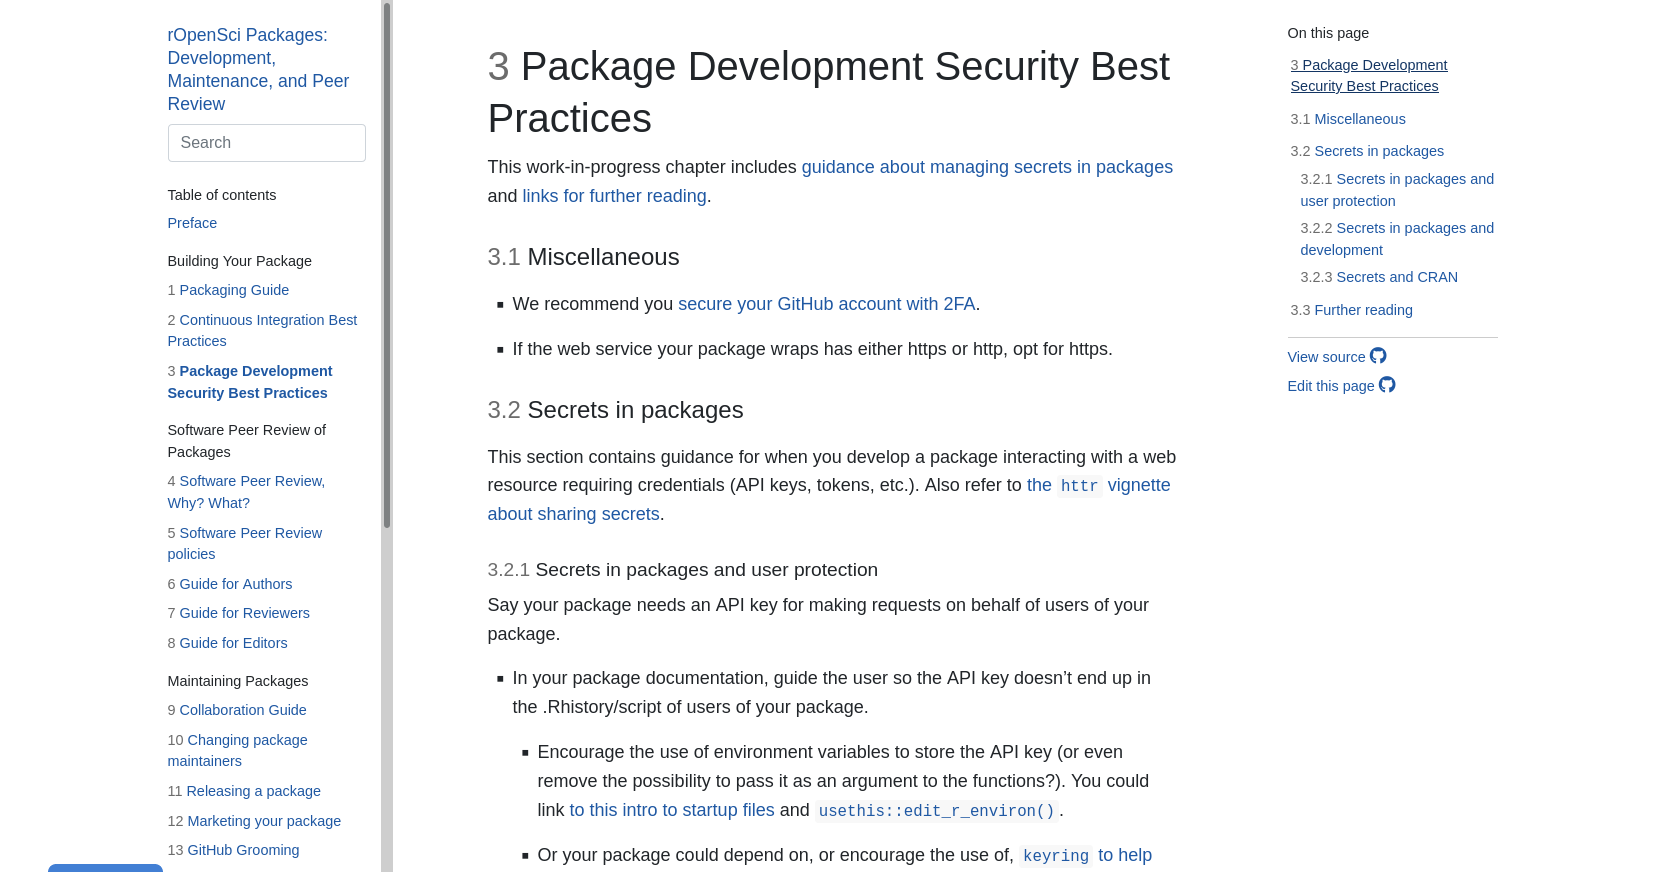 rOpenSci Packages:
Development,
Maintenance, and Peer
Review
Search
Table of contents
Preface
Building Your Package
1 Packaging Guide
2 Continuous Integration Best
Practices
3 Package Development
Security Best Practices
Software Peer Review of
Packages
4 Software Peer Review,
Why? What?
5 Software Peer Review
policies
6 Guide for Authors
7 Guide for Reviewers
8 Guide for Editors
Maintaining Packages
9 Collaboration Guide
10 Changing package
maintainers
11 Releasing a package
12 Marketing your package
13 GitHub Grooming
3 Package Development Security Best
Practices
This work-in-progress chapter includes guidance about managing secrets in packages
and links for further reading.
3.1 Miscellaneous
▪ We recommend you secure your GitHub account with 2FA.
▪ If the web service your package wraps has either https or http, opt for https.
3.2 Secrets in packages
This section contains guidance for when you develop a package interacting with a web
resource requiring credentials (API keys, tokens, etc.). Also refer to the httr vignette
about sharing secrets.
3.2.1 Secrets in packages and user protection
Say your package needs an API key for making requests on behalf of users of your
package.
▪ In your package documentation, guide the user so the API key doesn’t end up in
the .Rhistory/script of users of your package.
▪ Encourage the use of environment variables to store the API key (or even
remove the possibility to pass it as an argument to the functions?). You could
link to this intro to startup files and usethis::edit_r_environ().
▪ Or your package could depend on, or encourage the use of, keyring to help
On this page
3 Package Development
Security Best Practices
3.1 Miscellaneous
3.2 Secrets in packages
3.2.1 Secrets in packages and
user protection
3.2.2 Secrets in packages and
development
3.2.3 Secrets and CRAN
3.3 Further reading
View source
Edit this page